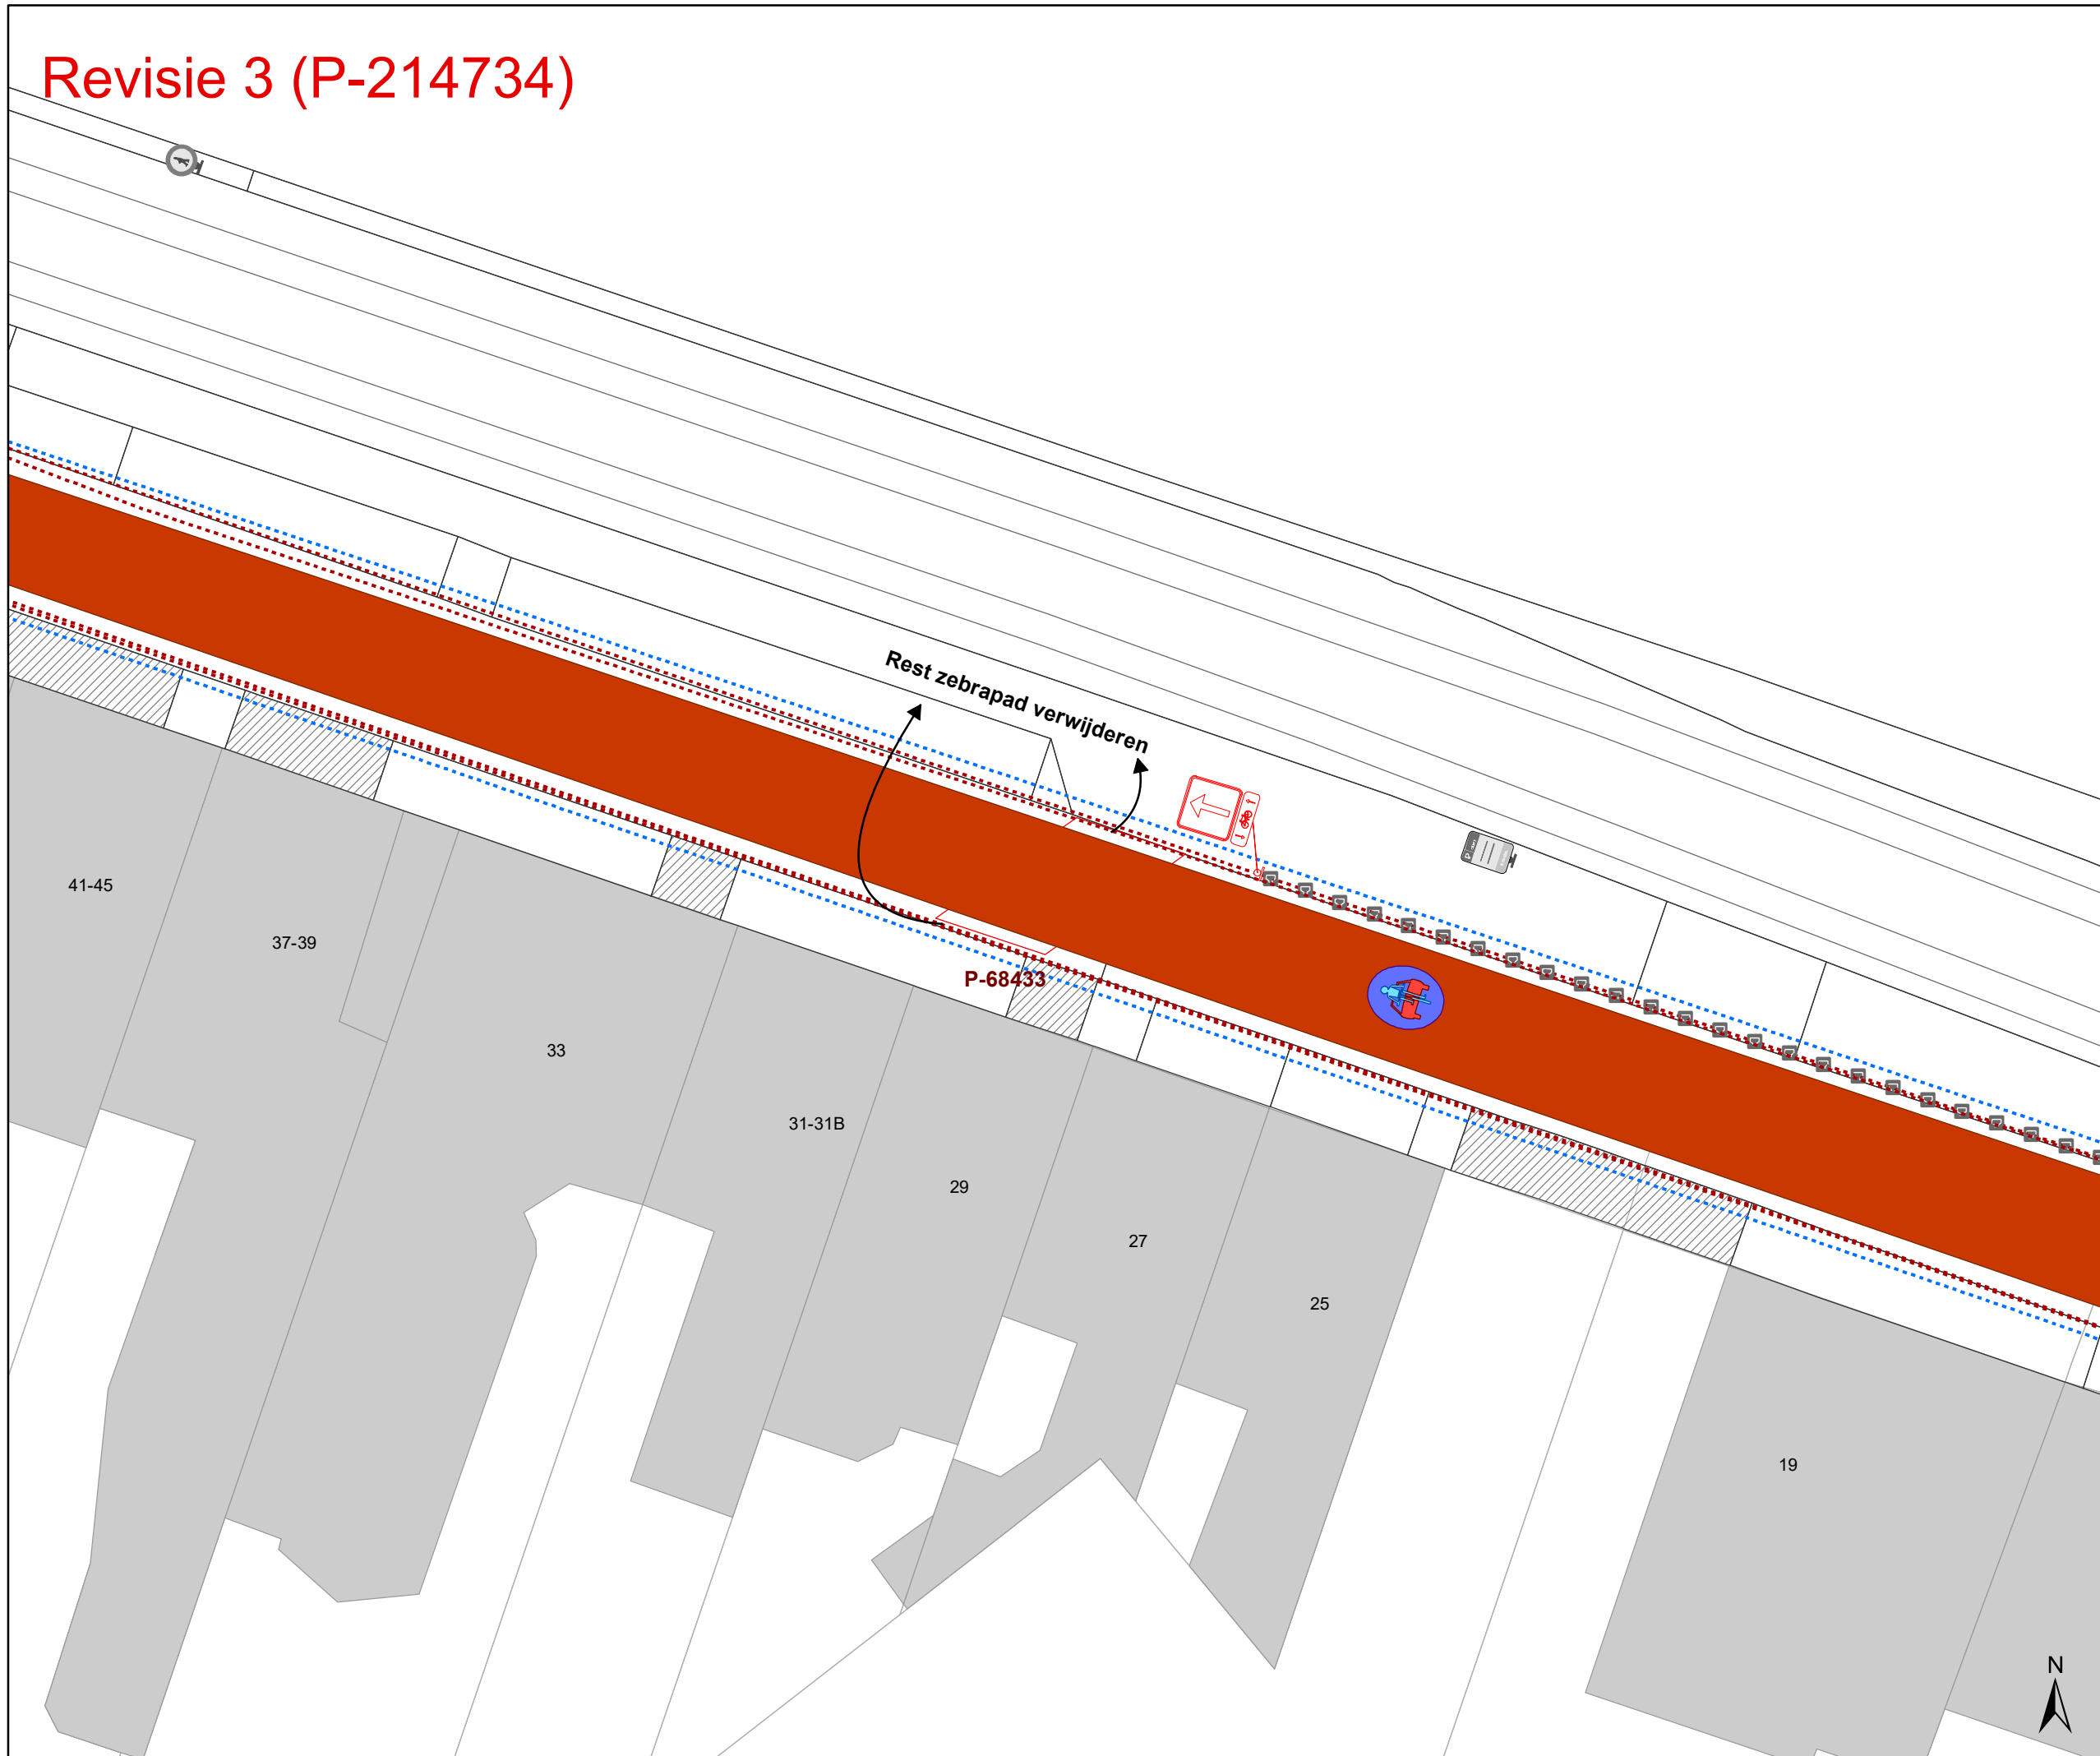 Revisie 3 (P-214734)
Rest zebrapad verwijderen
P-68433
41-45
37-39
33
31-31B
29
27
25
19
N